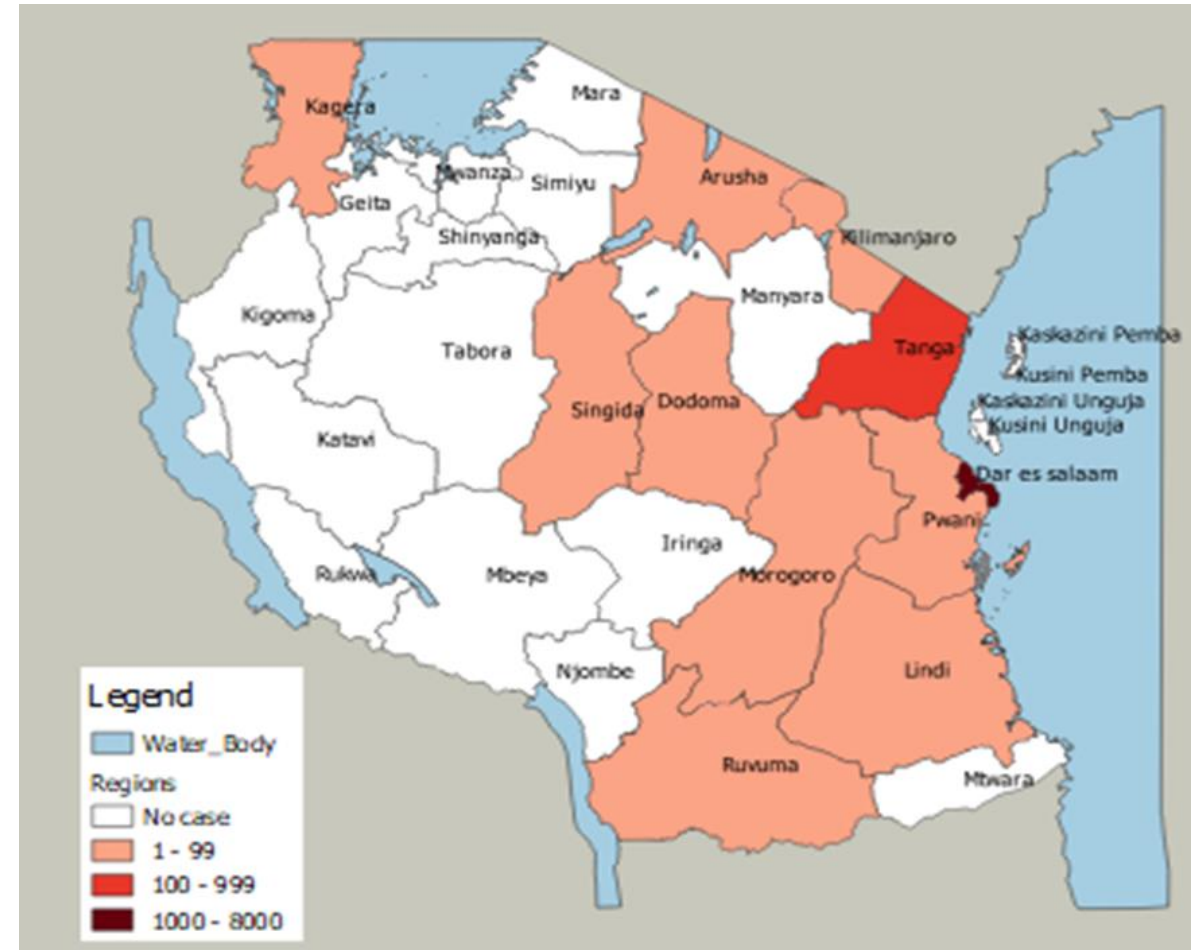 Mara
Kagera
Mwanza
Simiyu
Arusha
Geita
Shinyanga
Kilimanjaro
Manyara
Kigoma
Tabora
Tanga
Kaskazini Pemba
Kusini Pemba
Singida
Dodoma
Kaskazini Unguja
Kusini Unguja
Katavi
Dar es salaam
Pwani
Iringa
Rukwa
Mbeya
Morogoro
Njombe
Lindi
Ruvuma
Mtwara
Legend
Water_Body
Regions
No case
1 - 99
100 - 999
1000 - 8000